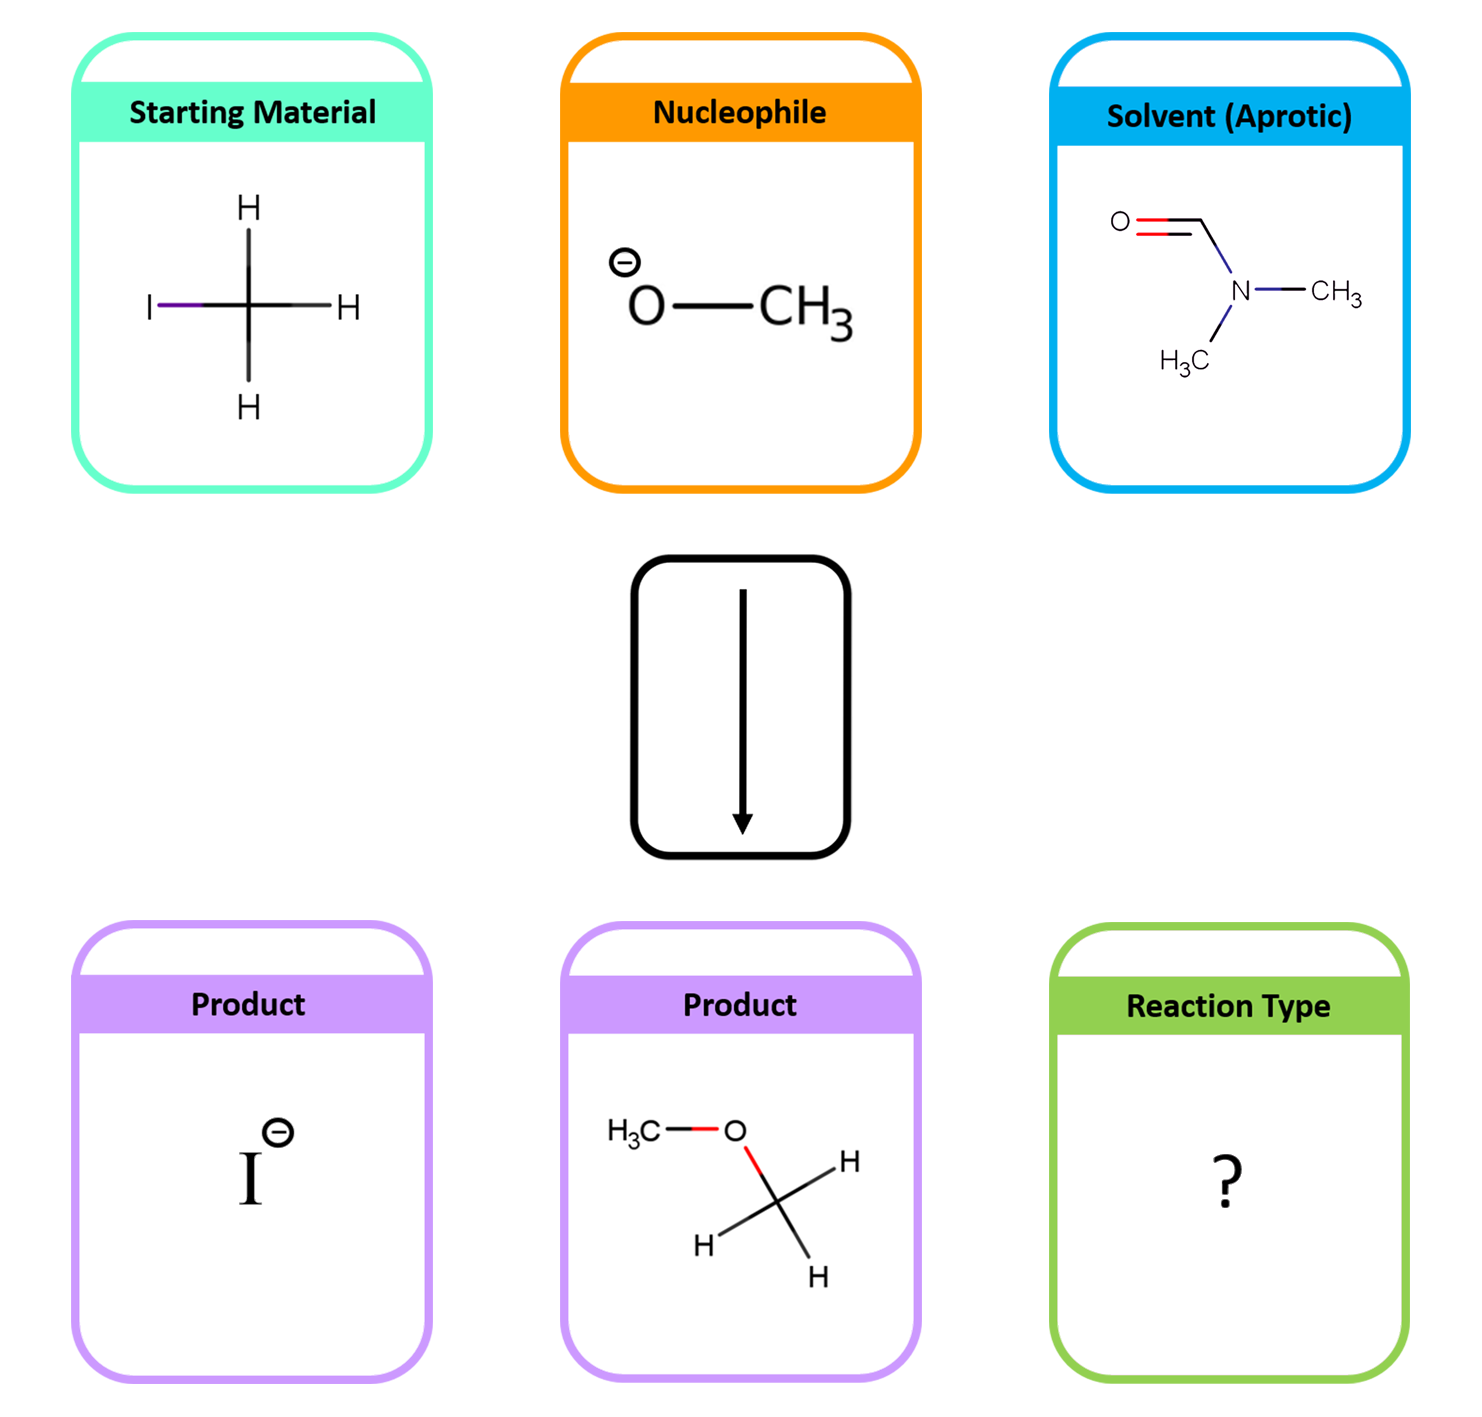 Starting Material
Nucleophile
Solvent (Aprotic)
H
I
H
H
⊖
O
CH3
O
N
CH3
H3C
Product
Product
Reaction Type
I
⊖
H3C
O
H
H
H
?